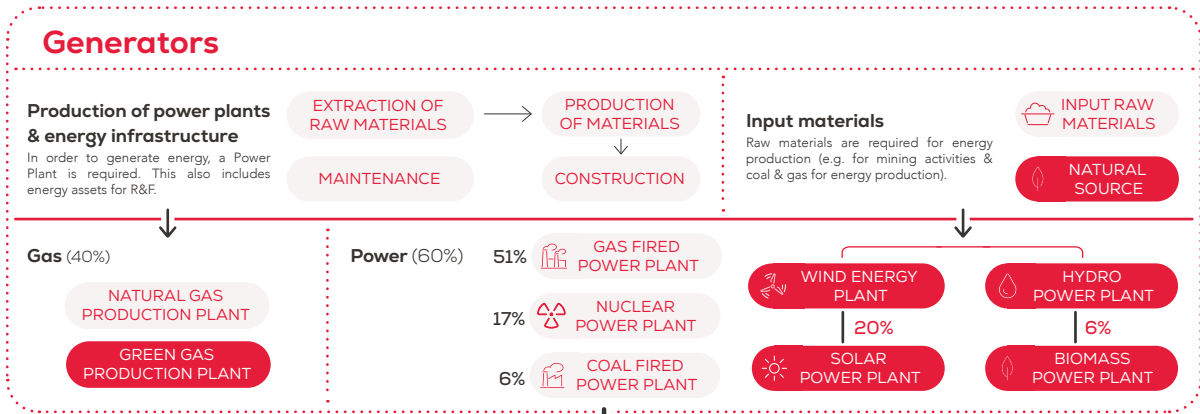 Generators
Production of power plants
& energy infrastructure
In order to generate energy, a Power
Plant is required. This also includes
energy assets for R&F.
EXTRACTION OF
RAW MATERIALS
PRODUCTION
OF MATERIALS
MAINTENANCE
CONSTRUCTION
Input materials
Raw materials are required for energy
production (e.g. for mining activities &
coal & gas for energy production).
INPUT RAW
MATERIALS
NATURAL
SOURCE
Gas (40%)
NATURAL GAS
PRODUCTION PLANT
GREEN GAS
PRODUCTION PLANT
Power (60%)
51%
GAS FIRED
POWER PLANT
17%
NUCLEAR
POWER PLANT
6%
COAL FIRED
POWER PLANT
WIND ENERGY
PLANT
20%
SOLAR
POWER PLANT
HYDRO
POWER PLANT
6%
BIOMASS
POWER PLANT